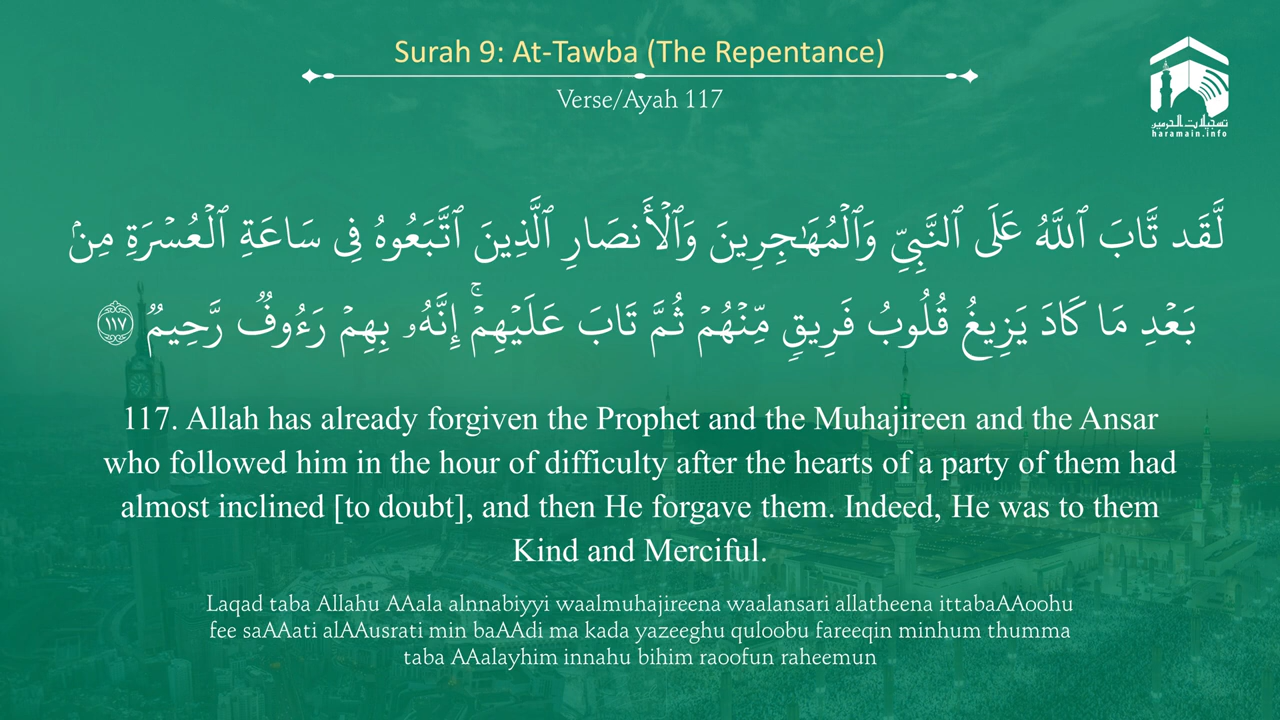 Surah 9: At-Tawba (The Repentance)
Verse/Ayah 117
تسجيلات الحرمين
haramain.info
لَّقَد تَّابَ ٱللَّهُ عَلَى ٱلنَّبِىِّ وَٱلْمُهَـٰجِرِينَ وَٱلْأَنصَارِ ٱلَّذِينَ ٱتَّبَعُوهُ فِى سَاعَةِ ٱلْعُسْرَةِ مِنۢ
بَعْدِ مَا كَادَ يَزِيغُ قُلُوبُ فَرِيقٍ مِّنْهُمْ ثُمَّ تَابَ عَلَيْهِمْ ۚ إِنَّهُۥ بِهِمْ رَءُوفٌ رَّحِيمٌ ١١٧
117. Allah has already forgiven the Prophet and the Muhajireen and the Ansar
who followed him in the hour of difficulty after the hearts of a party of them had
almost inclined [to doubt], and then He forgave them. Indeed, He was to them
Kind and Merciful.
Laqad taba Allahu AAala alnnabiyyi waalmuhajireena waalansari allatheena ittabaAAoohu
fee saAAati alAAusrati min baAAdi ma kada yazeeghu quloobu fareeqin minhum thumma
taba AAalayhim innahu bihim raoofun raheemun